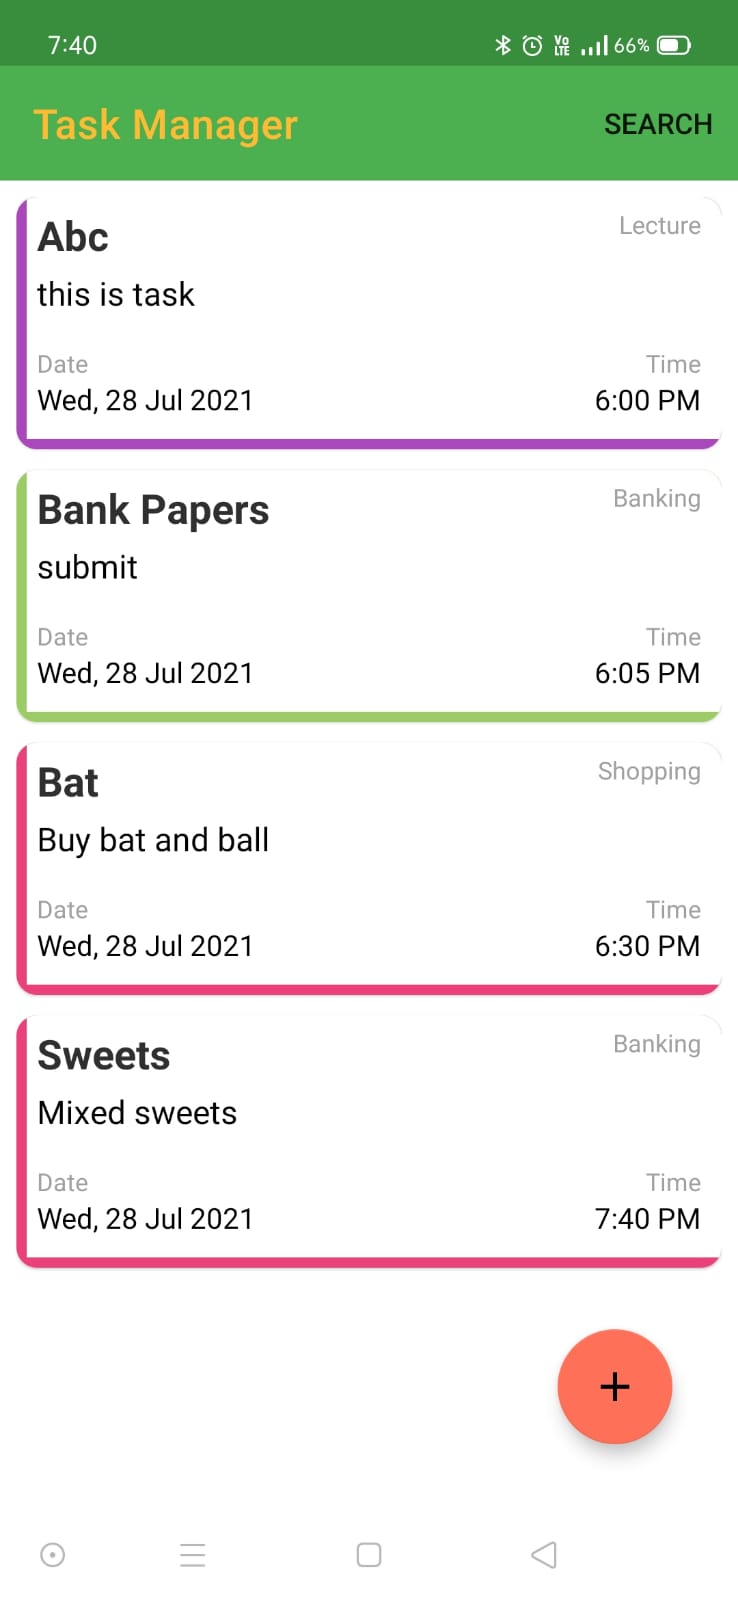 7:40 Vo LTE 66%
Task Manager SEARCH
Abc Lecture
this is task
Date Time
Wed, 28 Jul 2021 6:00 PM
Bank Papers Banking
submit
Date Time
Wed, 28 Jul 2021 6:05 PM
Bat Shopping
Buy bat and ball
Date Time
Wed, 28 Jul 2021 6:30 PM
Sweets Banking
Mixed sweets
Date Time
Wed, 28 Jul 2021 7:40 PM
+